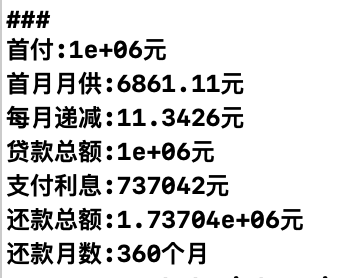 ###
首付:1e+06元
首月月供:6861.11元
每月递减:11.3426元
贷款总额:1e+06元
支付利息:737042元
还款总额:1.73704e+06元
还款月数:360个月